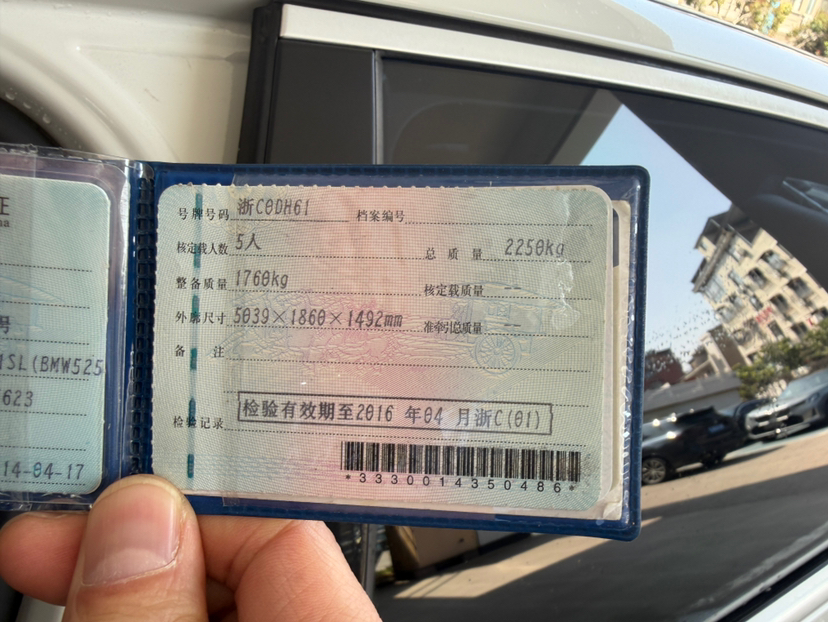 证
号
1SL(BMW525
623
14-04-17
号牌号码 浙C0DH61 档案编号
核定载人数 5人 总质量 2250kg
整备质量 1760kg 核定载质量 --
外廓尺寸 5039×1860×1492mm 准牵引总质量 --
备注
检验记录 检验有效期至2016 年04 月浙C(01)
*3330014350486*